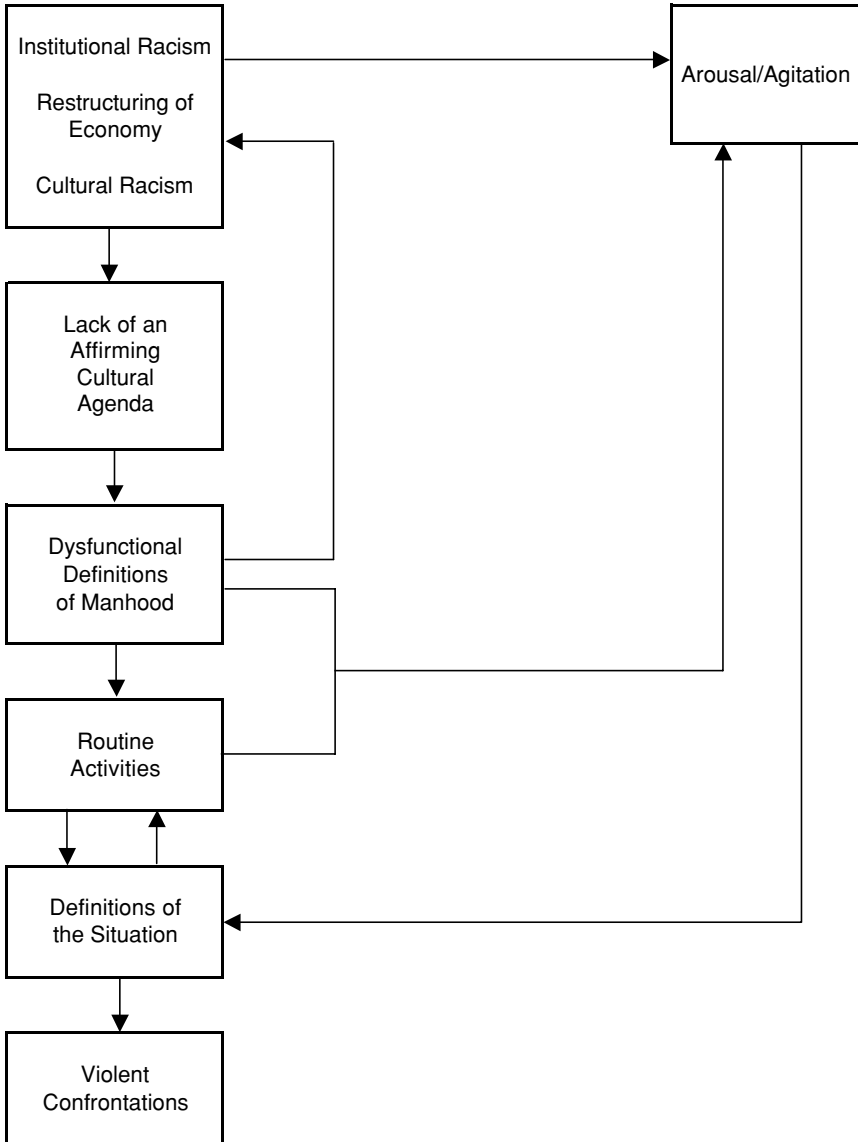 Institutional Racism
Restructuring of
Economy
Cultural Racism
Arousal/Agitation
Lack of an
Affirming
Cultural
Agenda
Dysfunctional
Definitions
of Manhood
Routine
Activities
Definitions of
the Situation
Violent
Confrontations